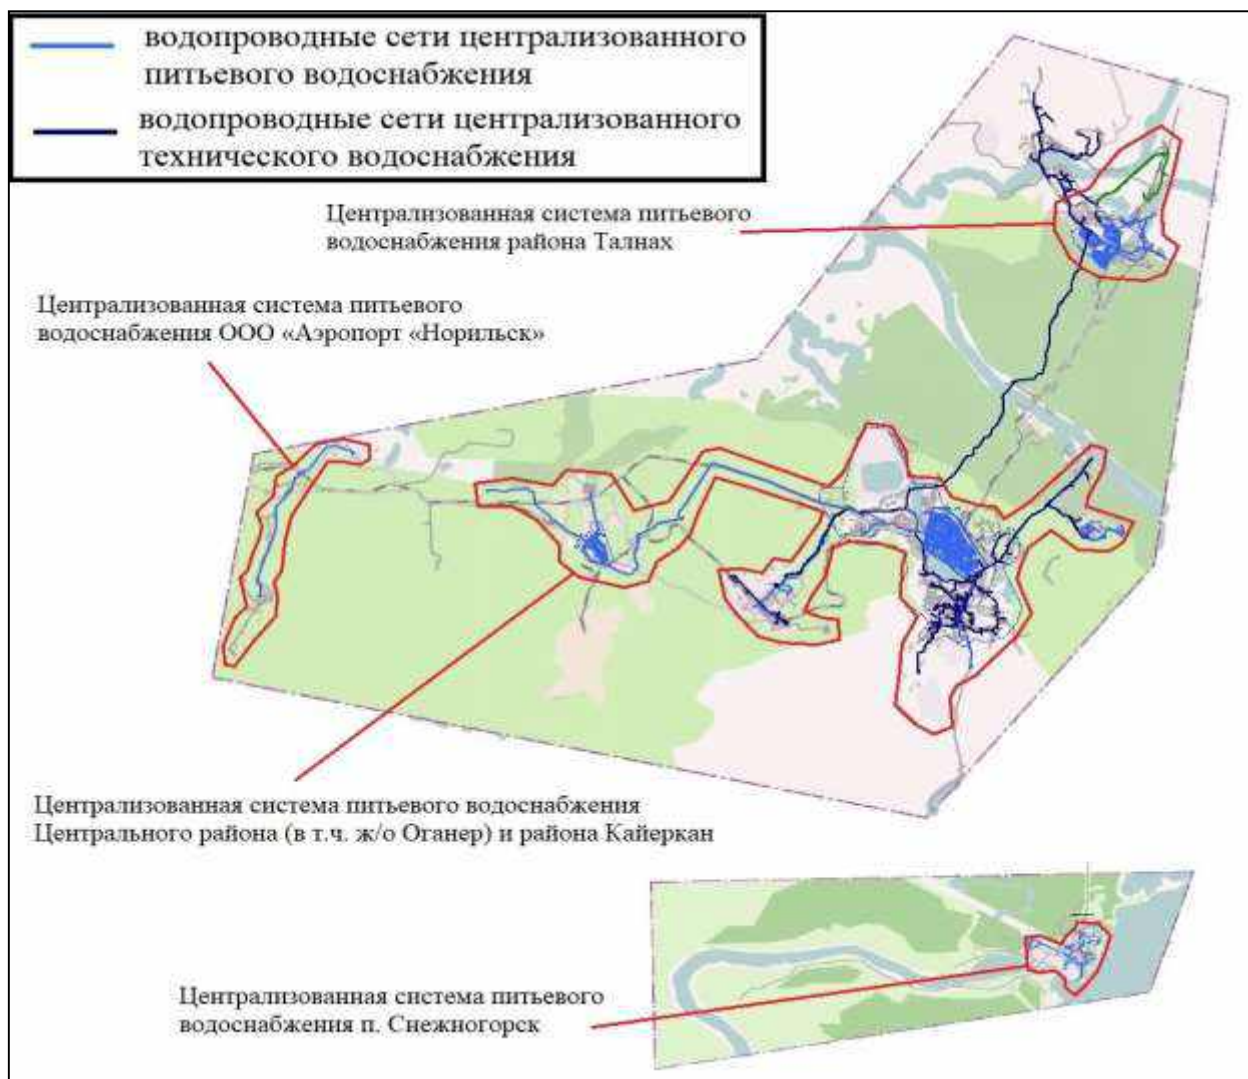 водопроводные сети централизованного
питьевого водоснабжения
водопроводные сети централизованного
технического водоснабжения
Централизованная система питьевого
водоснабжения района Талнах
Централизованная система питьевого
водоснабжения ООО «Аэропорт «Норильск»
Централизованная система питьевого водоснабжения
Центрального района (в т.ч. ж/о Оганер) и района Кайеркан
Централизованная система питьевого
водоснабжения п. Снежногорск